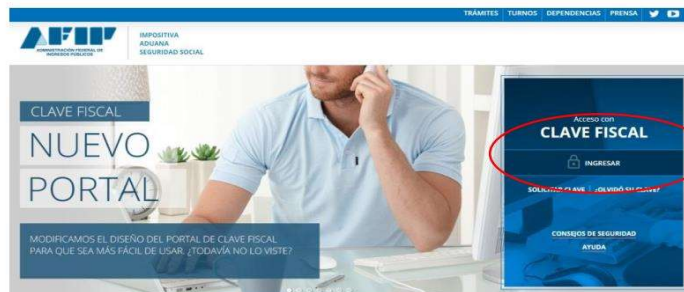 TRÁMITES TURNOS DEPENDENCIAS PRENSA
AFIP
ADMINISTRACIÓN FEDERAL DE
INGRESOS PÚBLICOS
IMPOSITIVA
ADUANA
SEGURIDAD SOCIAL
CLAVE FISCAL
NUEVO
PORTAL
MODIFICAMOS EL DISEÑO DEL PORTAL DE CLAVE FISCAL
PARA QUE SEA MÁS FÁCIL DE USAR. ¿TODAVÍA NO LO VISTE?
Acceso con
CLAVE FISCAL
INGRESAR
SOLICITAR CLAVE | ¿OLVIDÓ SU CLAVE?
CONSEJOS DE SEGURIDAD
AYUDA